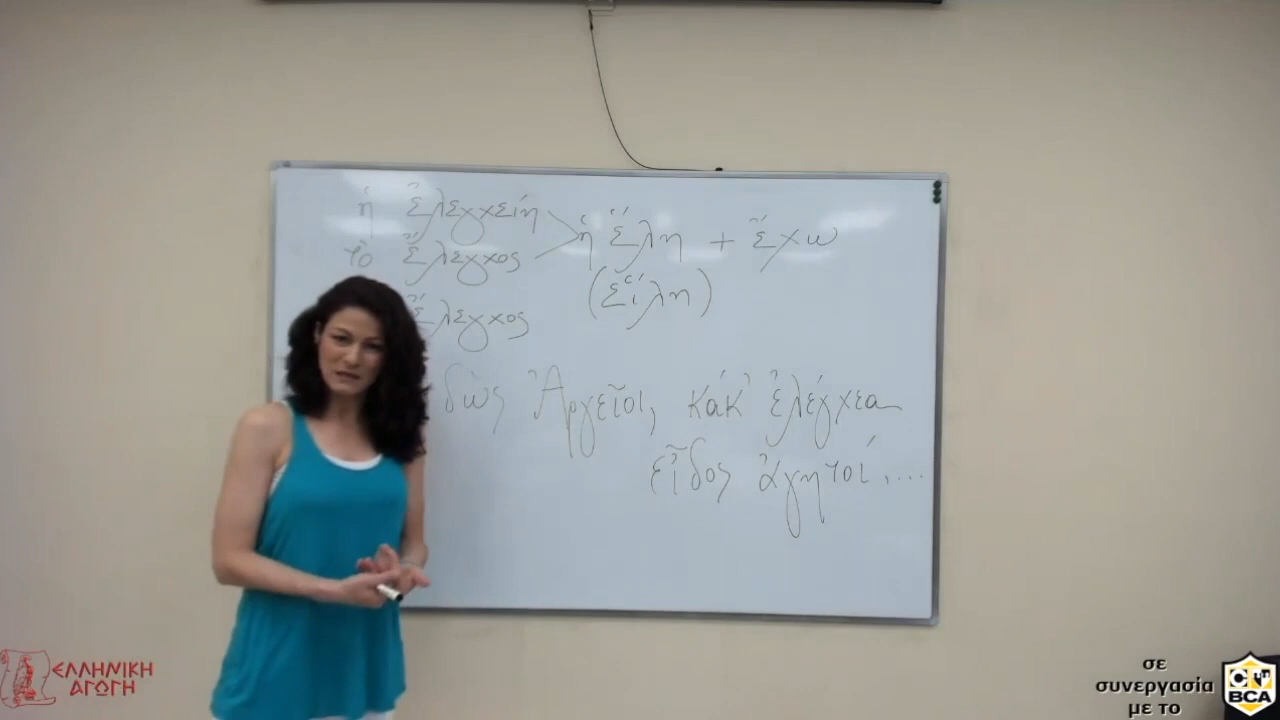 ἡ ἐλεγχείη
τὸ ἔλεγχος
ἔλεγχος
ἡ ἕλη + ἔχω
(εἵλη)
δὼς Ἀργεῖοι, κάκ' ἐλέγχεα
εἶδος ἀγητοί,...
ΕΛΛΗΝΙΚΗ
ΑΓΩΓΗ
σε
συνεργασία
με το
BCA